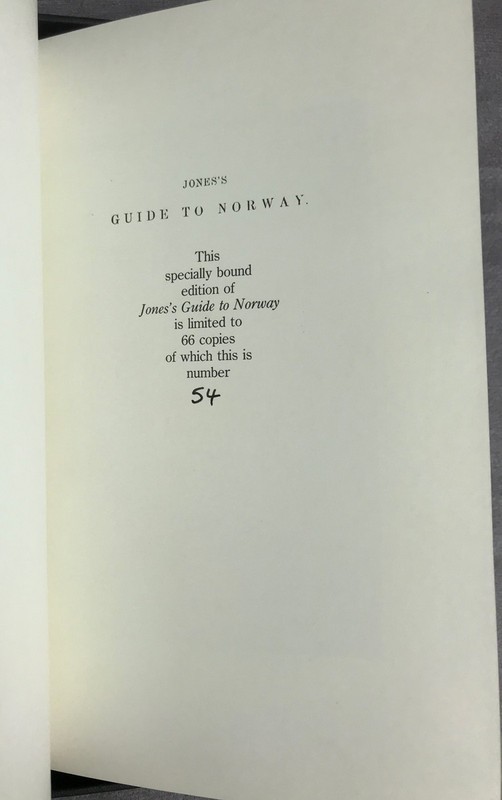 JONES'S
GUIDE TO NORWAY.
This
specially bound
edition of
Jones's Guide to Norway
is limited to
66 copies
of which this is
number
54